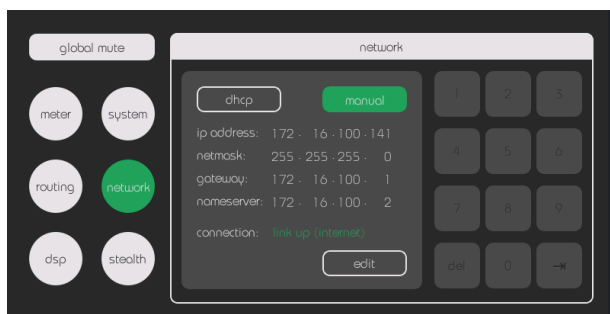 global mute
network
meter
system
routing
network
dsp
stealth
dhcp
manual
ip address: 172 . 16 . 100 . 141
netmask: 255 . 255 . 255 . 0
gateway: 172 . 16 . 100 . 1
nameserver: 172 . 16 . 100 . 2
connection: link up (internet)
edit
1 2 3
4 5 6
7 8 9
del 0 ⇥